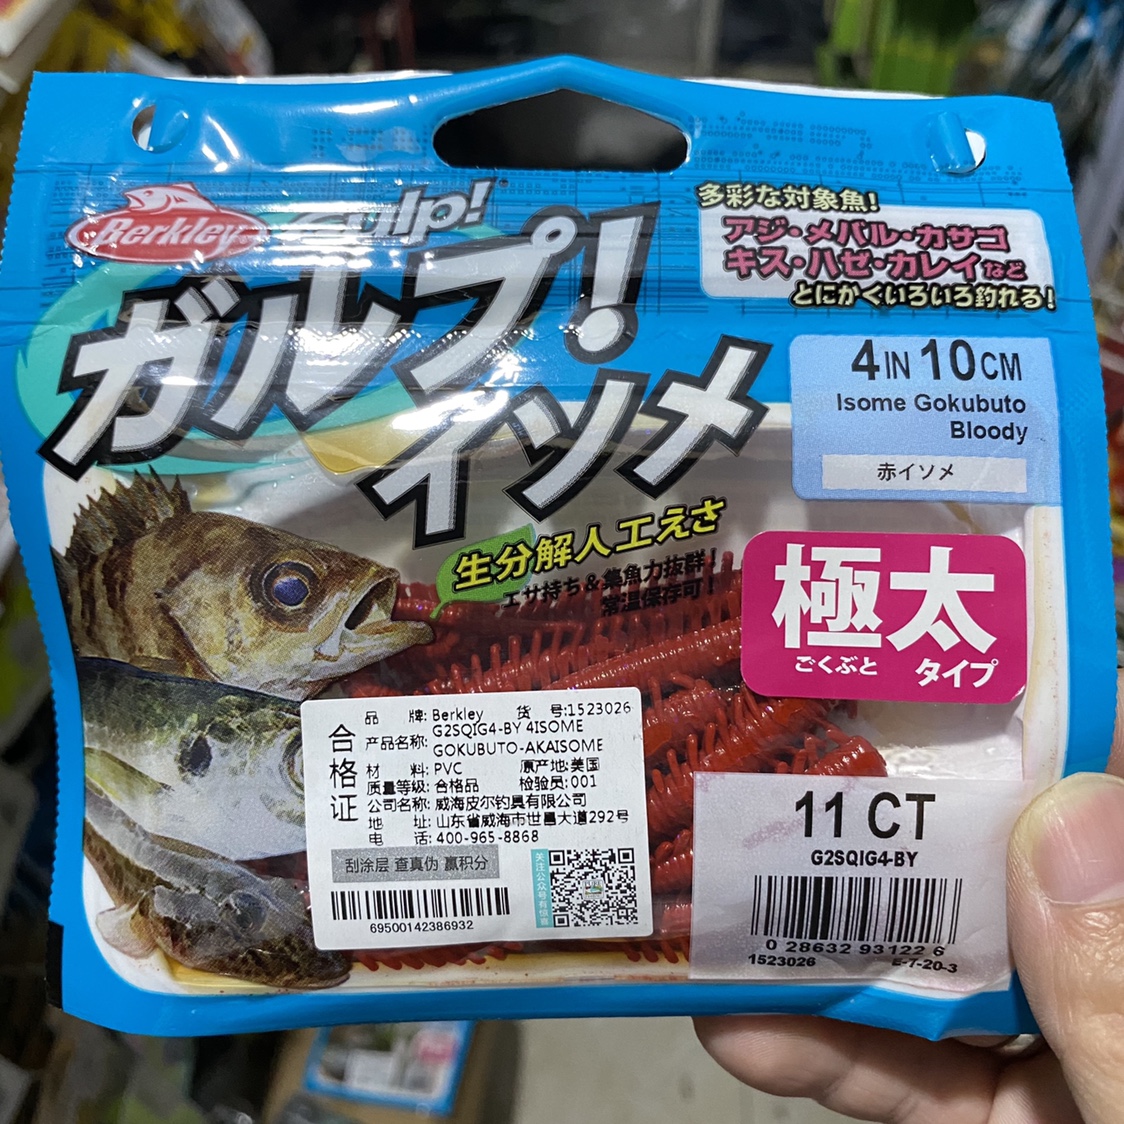 Berkley
Gulp!
ガルプ!
イソメ
多彩な対象魚!
アジ・メバル・カサゴ
キス・ハゼ・カレイなど
とにかくいろいろ釣れる!
4IN 10CM
Isome Gokubuto
Bloody
赤イソメ
生分解人工えさ
エサ持ち&集魚力抜群!
常温保存可!
極太
ごくぶと タイプ
合格证
品 牌: Berkley 货 号:1523026
产品名称: G2SQIG4-BY 4ISOME
GOKUBUTO-AKAISOME
材 料: PVC 原产地:美国
质量等级: 合格品 检验员:001
公司名称: 威海皮尔钓具有限公司
地 址: 山东省威海市世昌大道292号
电 话: 400-965-8868
刮涂层 查真伪 赢积分
关注公众号有惊喜
69500142386932
11 CT
G2SQIG4-BY
0 28632 93122 6
1523026 E-7-20-3